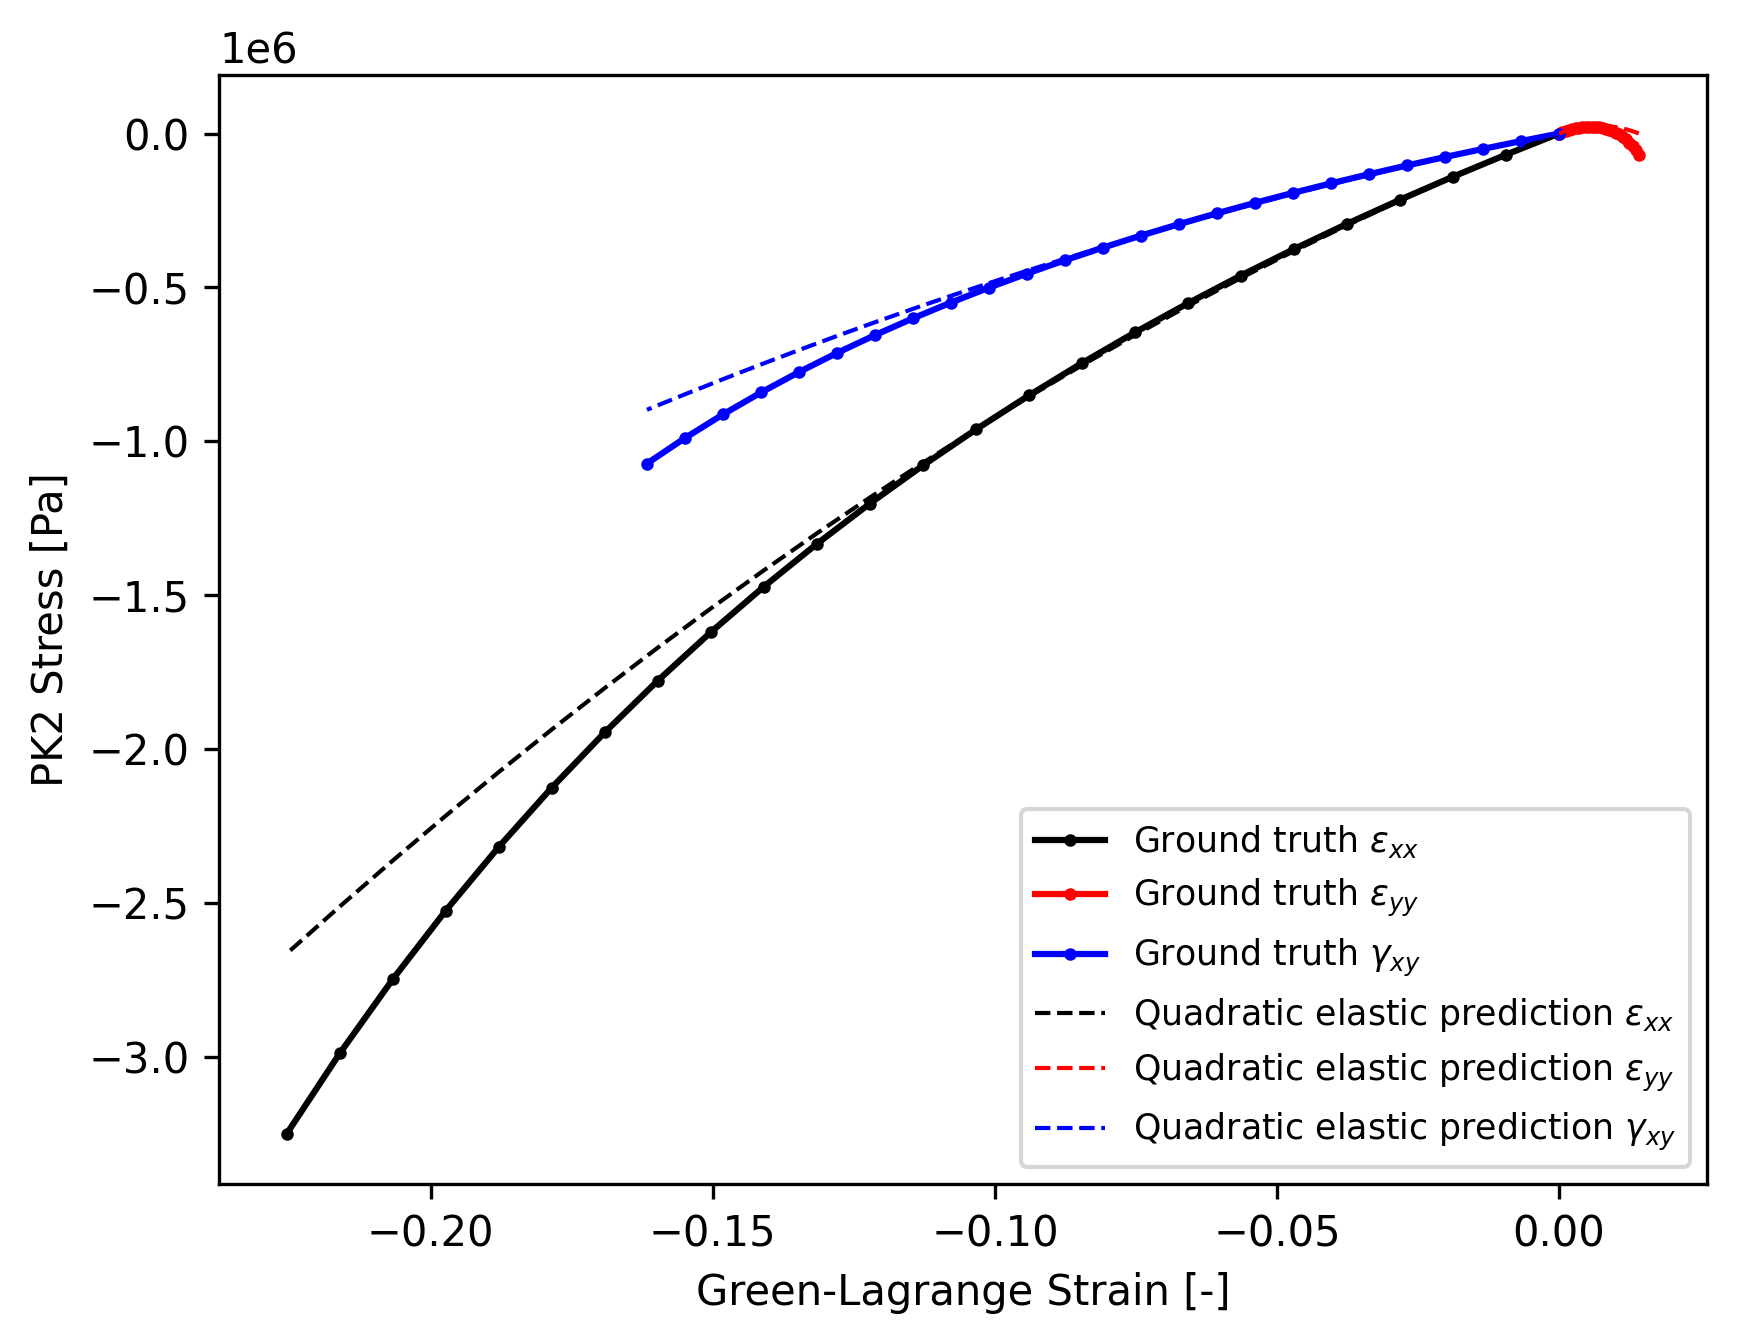 1e6
0.0
−0.5
−1.0
−1.5
−2.0
−2.5
−3.0
PK2 Stress [Pa]
Ground truth εxx
Ground truth εyy
Ground truth γxy
Quadratic elastic prediction εxx
Quadratic elastic prediction εyy
Quadratic elastic prediction γxy
−0.20 −0.15 −0.10 −0.05 0.00
Green-Lagrange Strain [-]